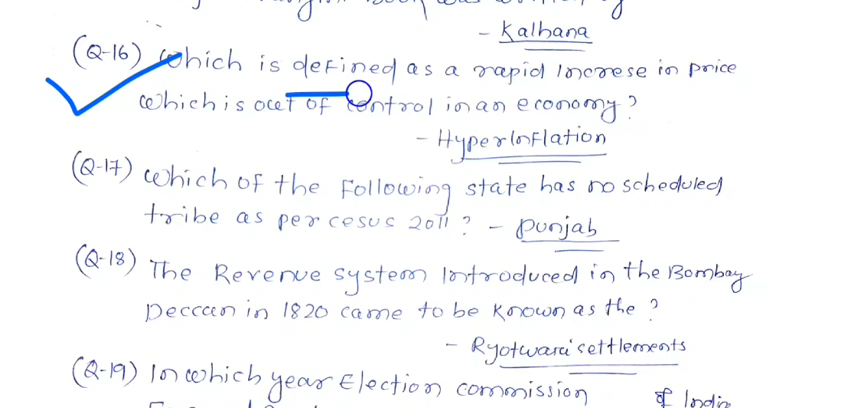 - Kalhana
(Q-16) Which is defined as a rapid Increse in price
which is out of control in an economy?
- HyperInflation
(Q-17) which of the Following state has no scheduled
tribe as per cesus 2011 ? - punjab
(Q-18) The Revenue system Introduced in the Bombay
Deccan in 1820 came to be known as the ?
- Ryotwari settlements
(Q-19) In which year Election commission of India